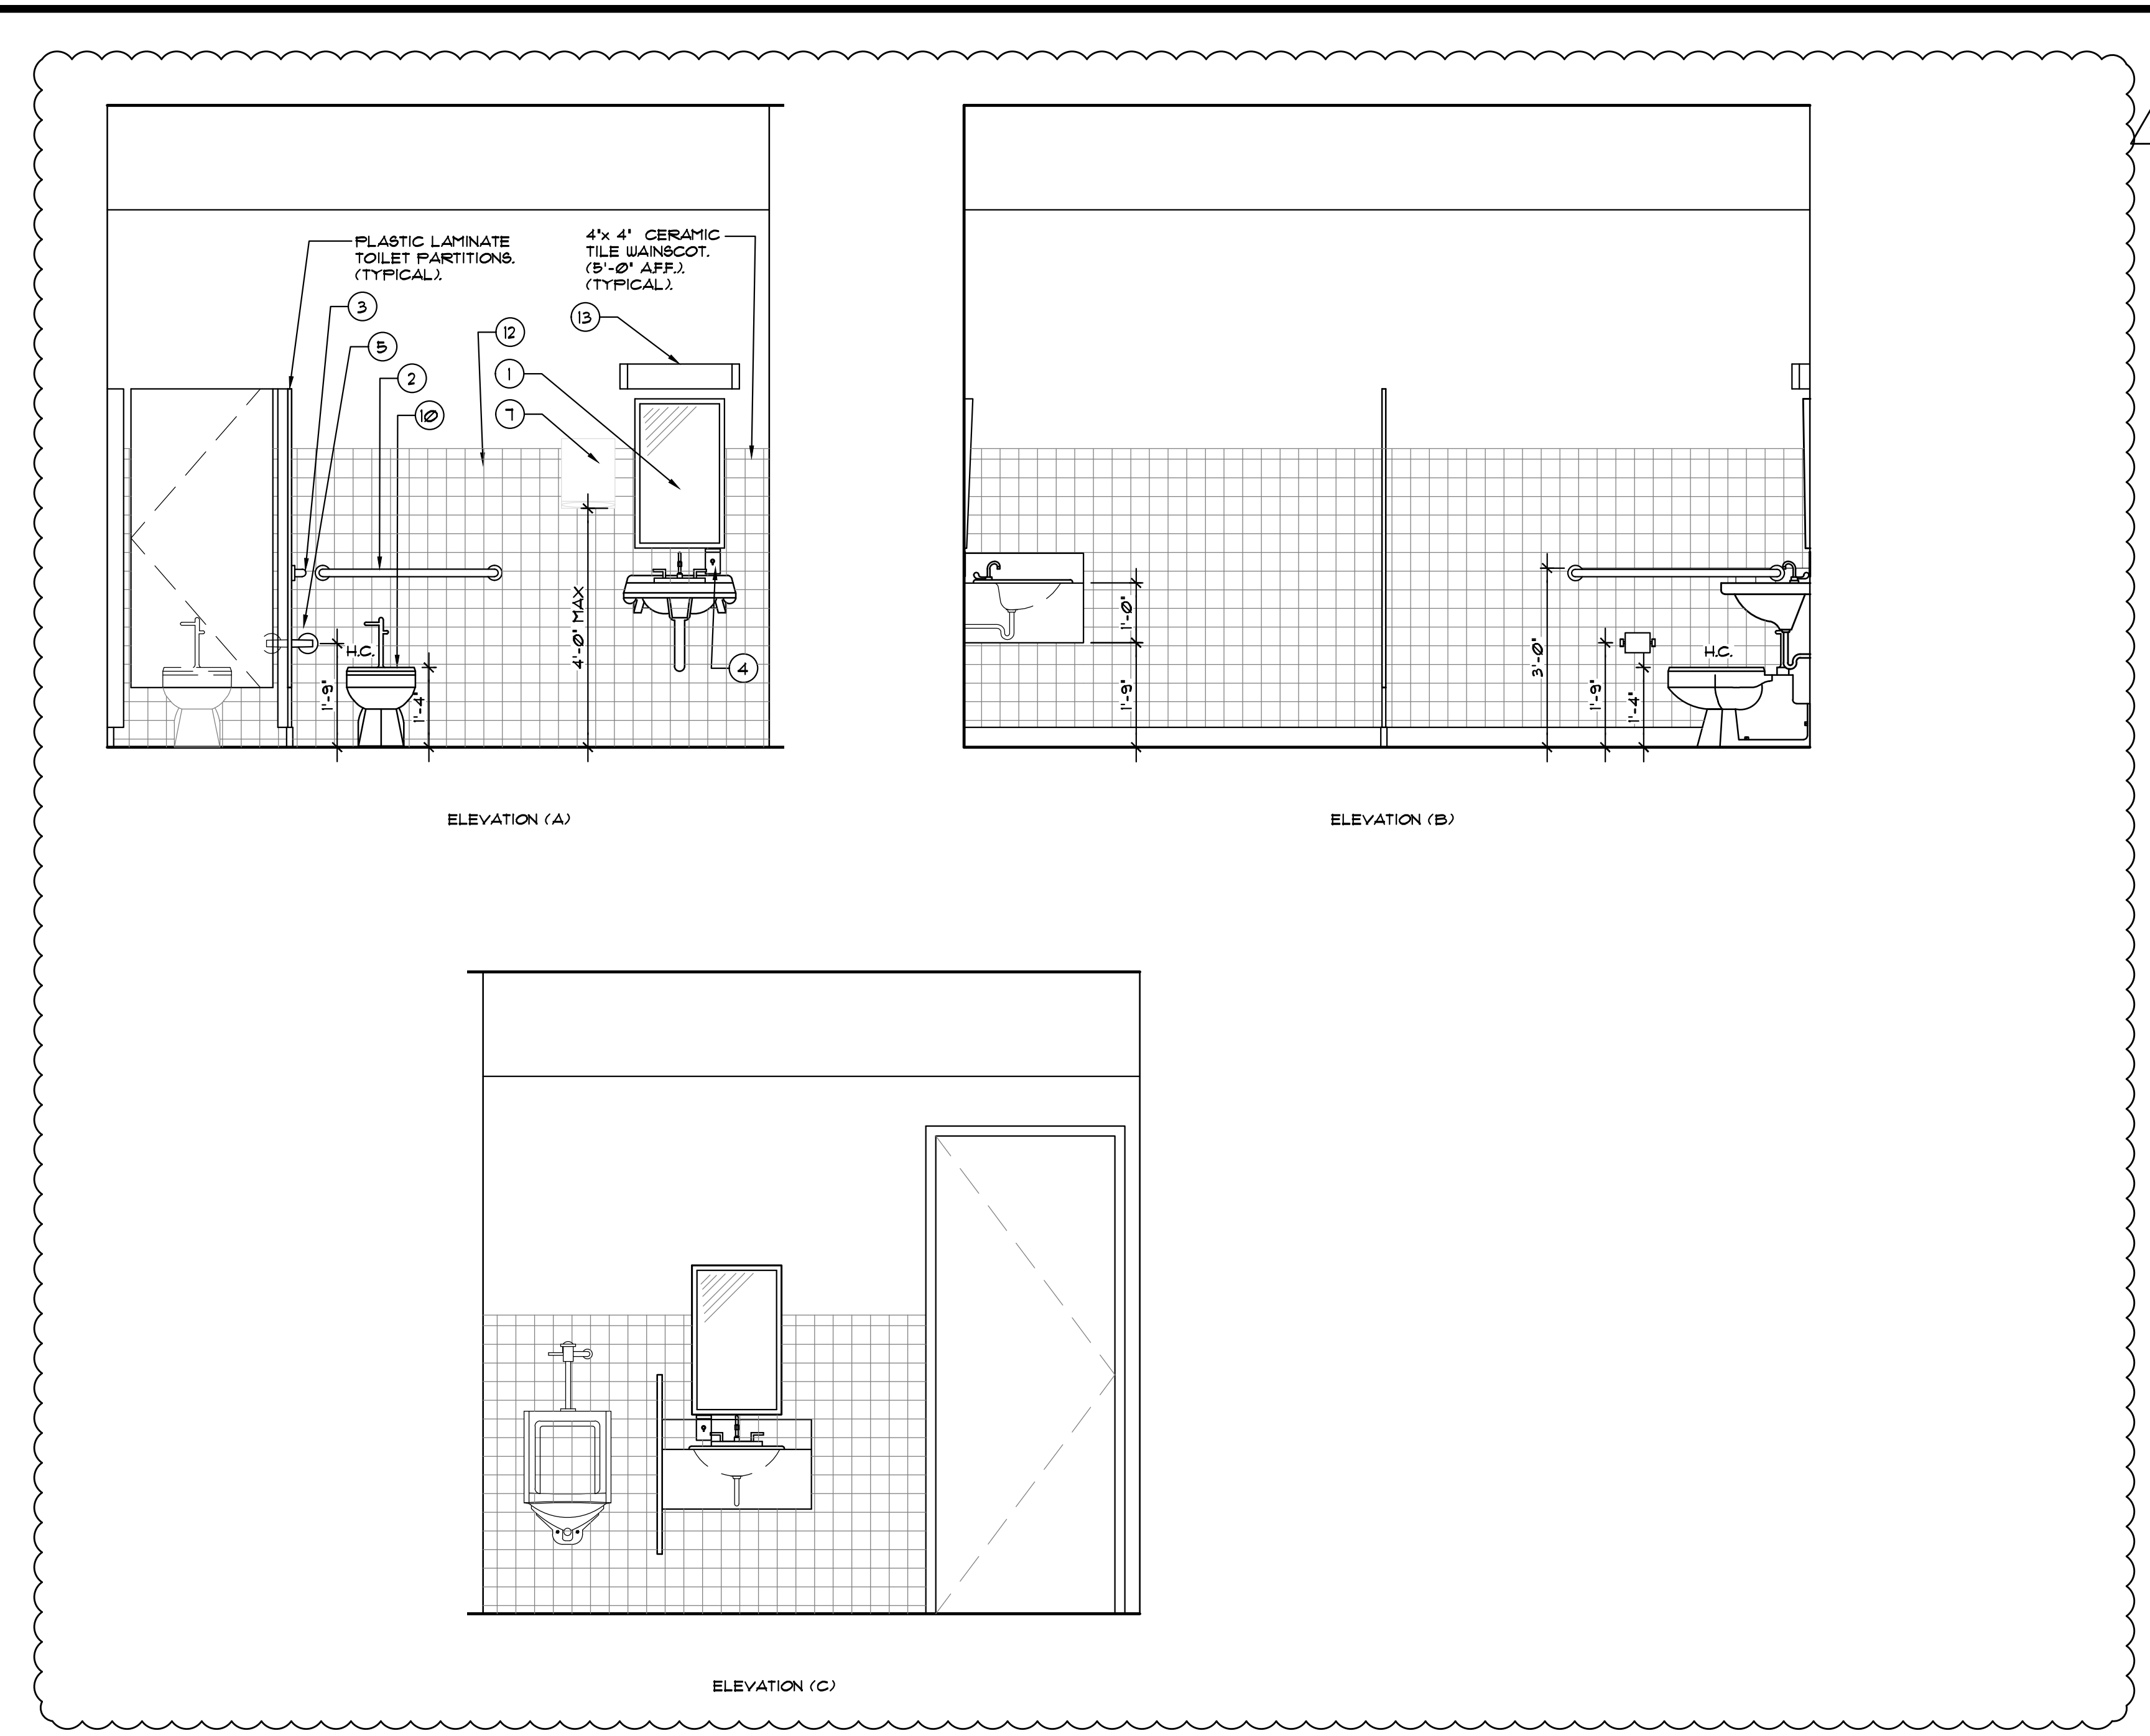 PLASTIC LAMINATE
TOILET PARTITIONS.
(TYPICAL).
4"x 4" CERAMIC
TILE WAINSCOT.
(5'-0" A.F.F.).
(TYPICAL).
3
13
5
12
2
1
10
7
4'-0" MAX
H.C.
4
1'-9"
1'-4"
ELEVATION (A)
1'-0"
1'-9"
3'-0"
H.C.
1'-9"
1'-4"
ELEVATION (B)
ELEVATION (C)